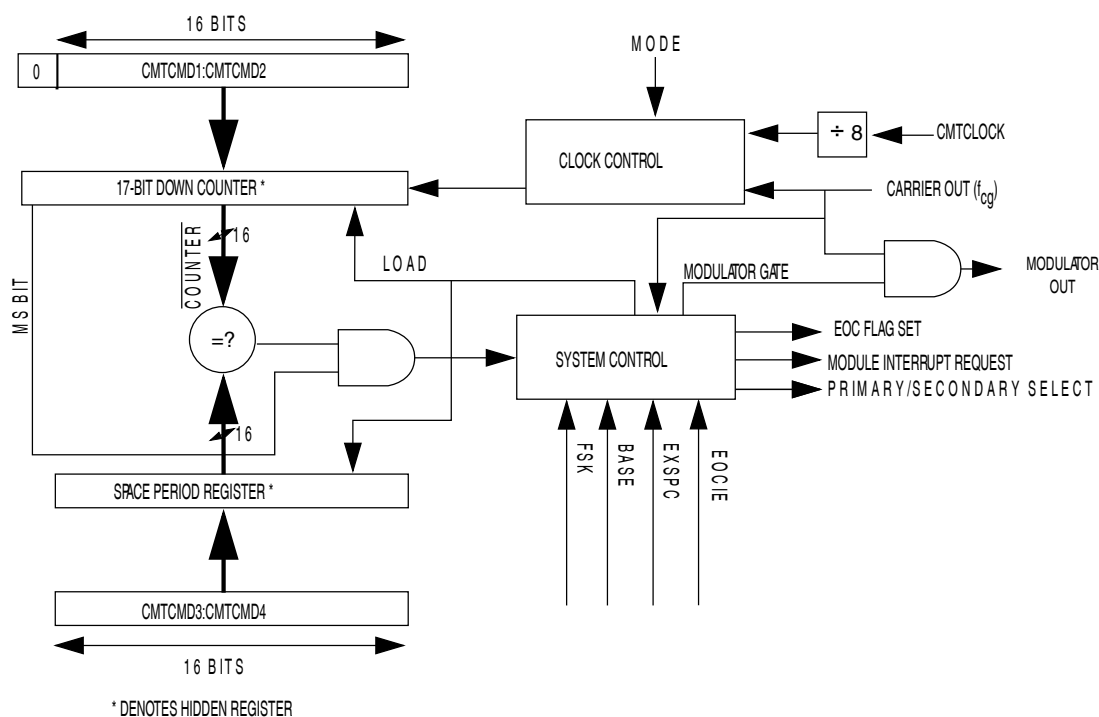 16 BITS
0
CMTCMD1:CMTCMD2
MODE
÷ 8
CMTCLOCK
CLOCK CONTROL
17-BIT DOWN COUNTER *
CARRIER OUT (fcg)
16
COUNTER
MS BIT
LOAD
MODULATOR GATE
MODULATOR
OUT
=?
SYSTEM CONTROL
EOC FLAG SET
MODULE INTERRUPT REQUEST
PRIMARY/SECONDARY SELECT
16
FSK
BASE
EXSPC
EOCIE
SPACE PERIOD REGISTER *
CMTCMD3:CMTCMD4
16 BITS
* DENOTES HIDDEN REGISTER